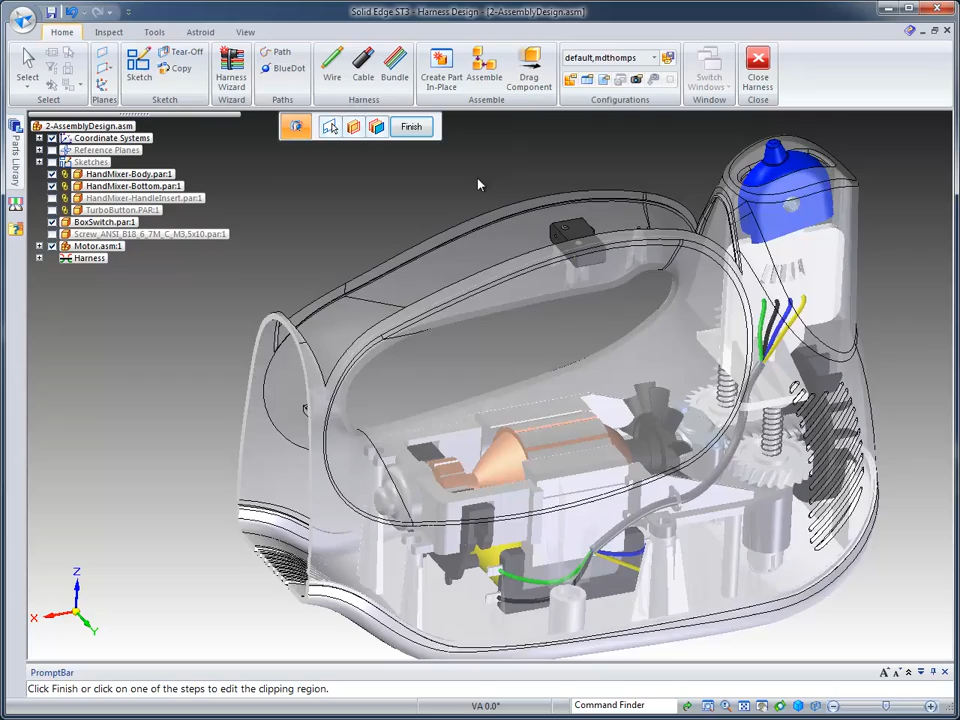 Solid Edge ST3 - Harness Design - [2-AssemblyDesign.asm]
Home Inspect Tools Astroid View
Select
Tear-Off
Copy
Sketch
Harness Wizard
Path
BlueDot
Wire
Cable
Bundle
Create Part In-Place
Assemble
Drag Component
default,mdthomps
Switch Windows
Close Harness
Select Planes Sketch Wizard Paths Harness Assemble Configurations Window Close
Finish
Parts Library
2-AssemblyDesign.asm
Coordinate Systems
Reference Planes
Sketches
HandMixer-Body.par:1
HandMixer-Bottom.par:1
HandMixer-HandleInsert.par:1
TurboButton.PAR:1
BoxSwitch.par:1
Screw_ANSI_B18_6_7M_C_M3,5x10.par:1
Motor.asm:1
Harness
Z
X
Y
PromptBar
Click Finish or click on one of the steps to edit the clipping region.
VA 0.0°
Command Finder